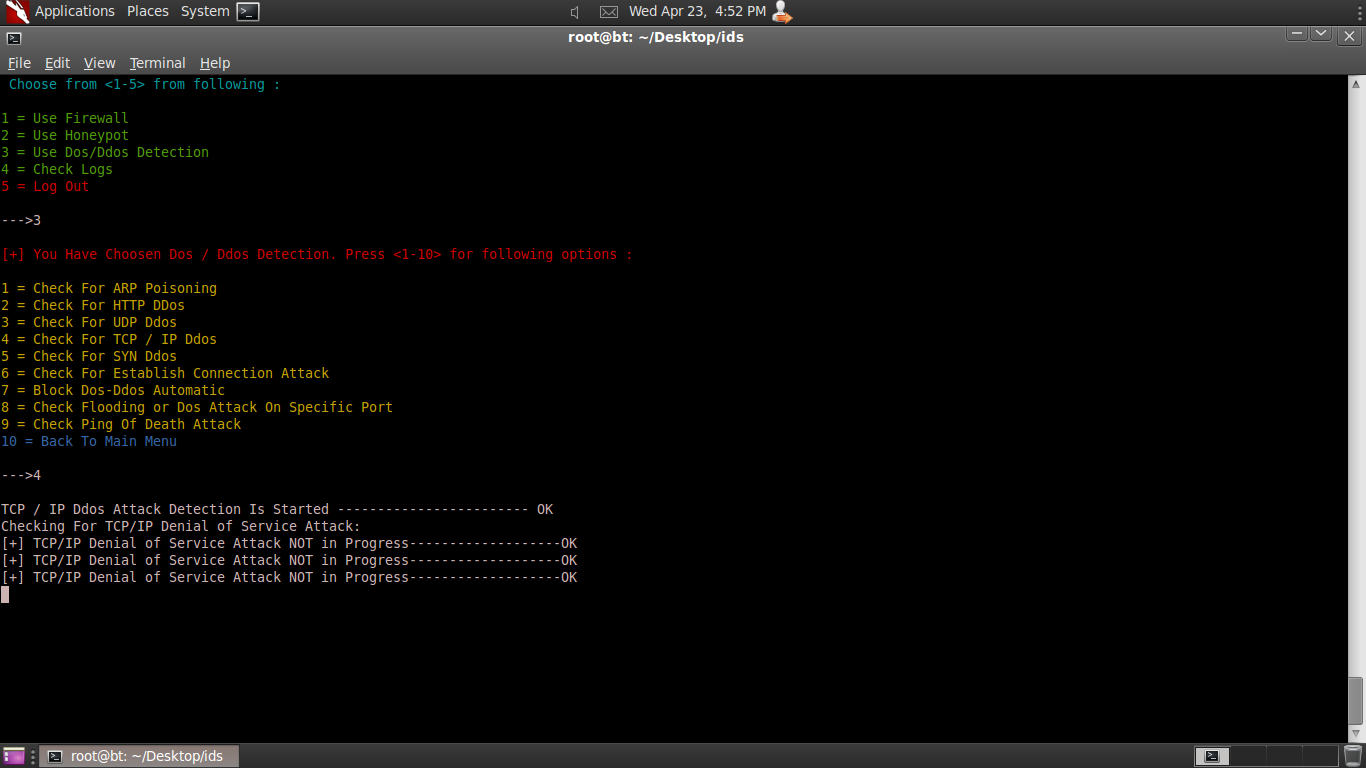 Applications Places System Wed Apr 23, 4:52 PM
root@bt: ~/Desktop/ids
File Edit View Terminal Help
Choose from <1-5> from following :
1 = Use Firewall
2 = Use Honeypot
3 = Use Dos/Ddos Detection
4 = Check Logs
5 = Log Out
--->3
[+] You Have Choosen Dos / Ddos Detection. Press <1-10> for following options :
1 = Check For ARP Poisoning
2 = Check For HTTP DDos
3 = Check For UDP Ddos
4 = Check For TCP / IP Ddos
5 = Check For SYN Ddos
6 = Check For Establish Connection Attack
7 = Block Dos-Ddos Automatic
8 = Check Flooding or Dos Attack On Specific Port
9 = Check Ping Of Death Attack
10 = Back To Main Menu
--->4
TCP / IP Ddos Attack Detection Is Started ------------------------ OK
Checking For TCP/IP Denial of Service Attack:
[+] TCP/IP Denial of Service Attack NOT in Progress-------------------OK
[+] TCP/IP Denial of Service Attack NOT in Progress-------------------OK
[+] TCP/IP Denial of Service Attack NOT in Progress-------------------OK
root@bt: ~/Desktop/ids